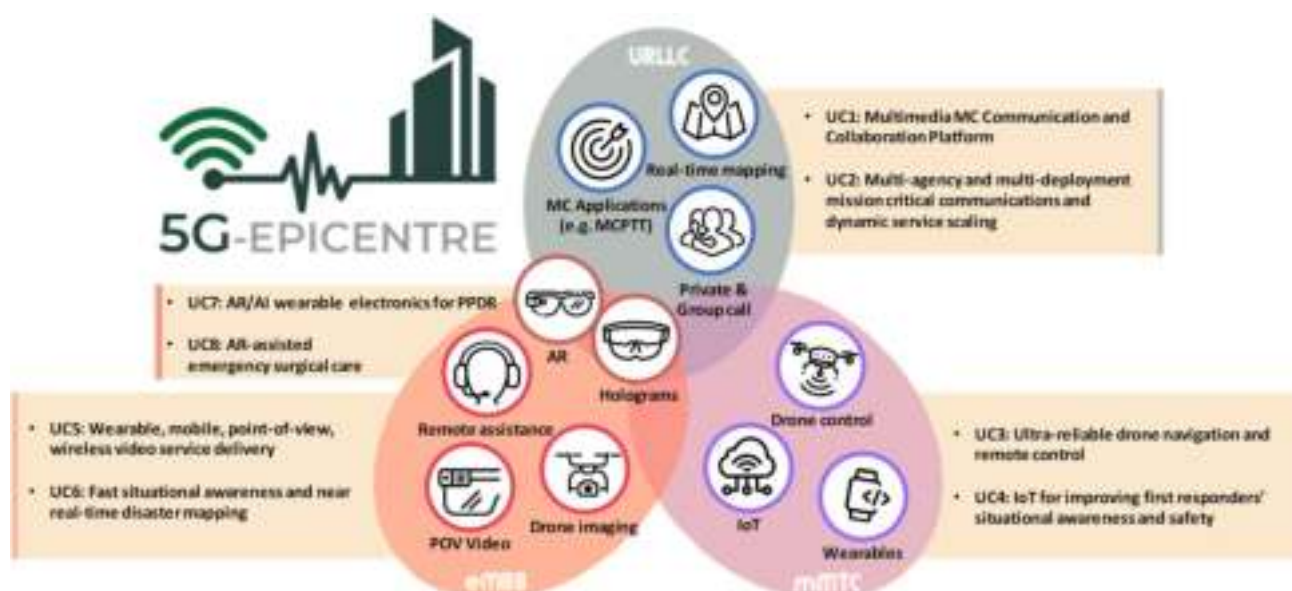 URLLC
Real-time mapping
MC Applications
(e.g. MCPTT)
Private &
Group call
5G-EPICENTRE
• UC1: Multimedia MC Communication and
Collaboration Platform
• UC2: Multi-agency and multi-deployment
mission critical communications and
dynamic service scaling
• UC7: AR/AI wearable electronics for PPDR
• UC8: AR-assisted
emergency surgical care
AR
Holograms
Remote assistance
Drone control
• UC5: Wearable, mobile, point-of-view,
wireless video service delivery
• UC6: Fast situational awareness and near
real-time disaster mapping
• UC3: Ultra-reliable drone navigation and
remote control
• UC4: IoT for improving first responders'
situational awareness and safety
POV Video
Drone imaging
IoT
Wearables
eMBB
mMTC